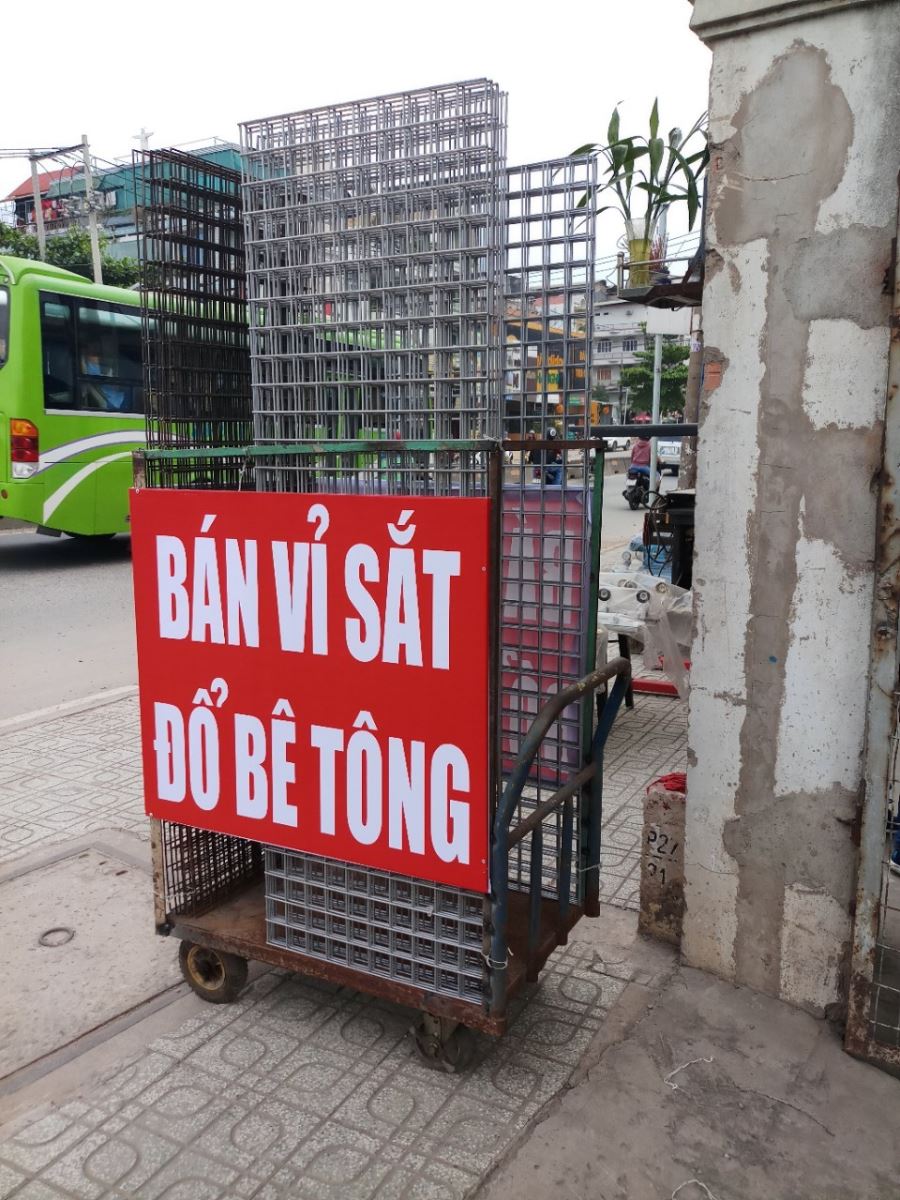 BÁN VỈ SẮT
ĐỔ BÊ TÔNG